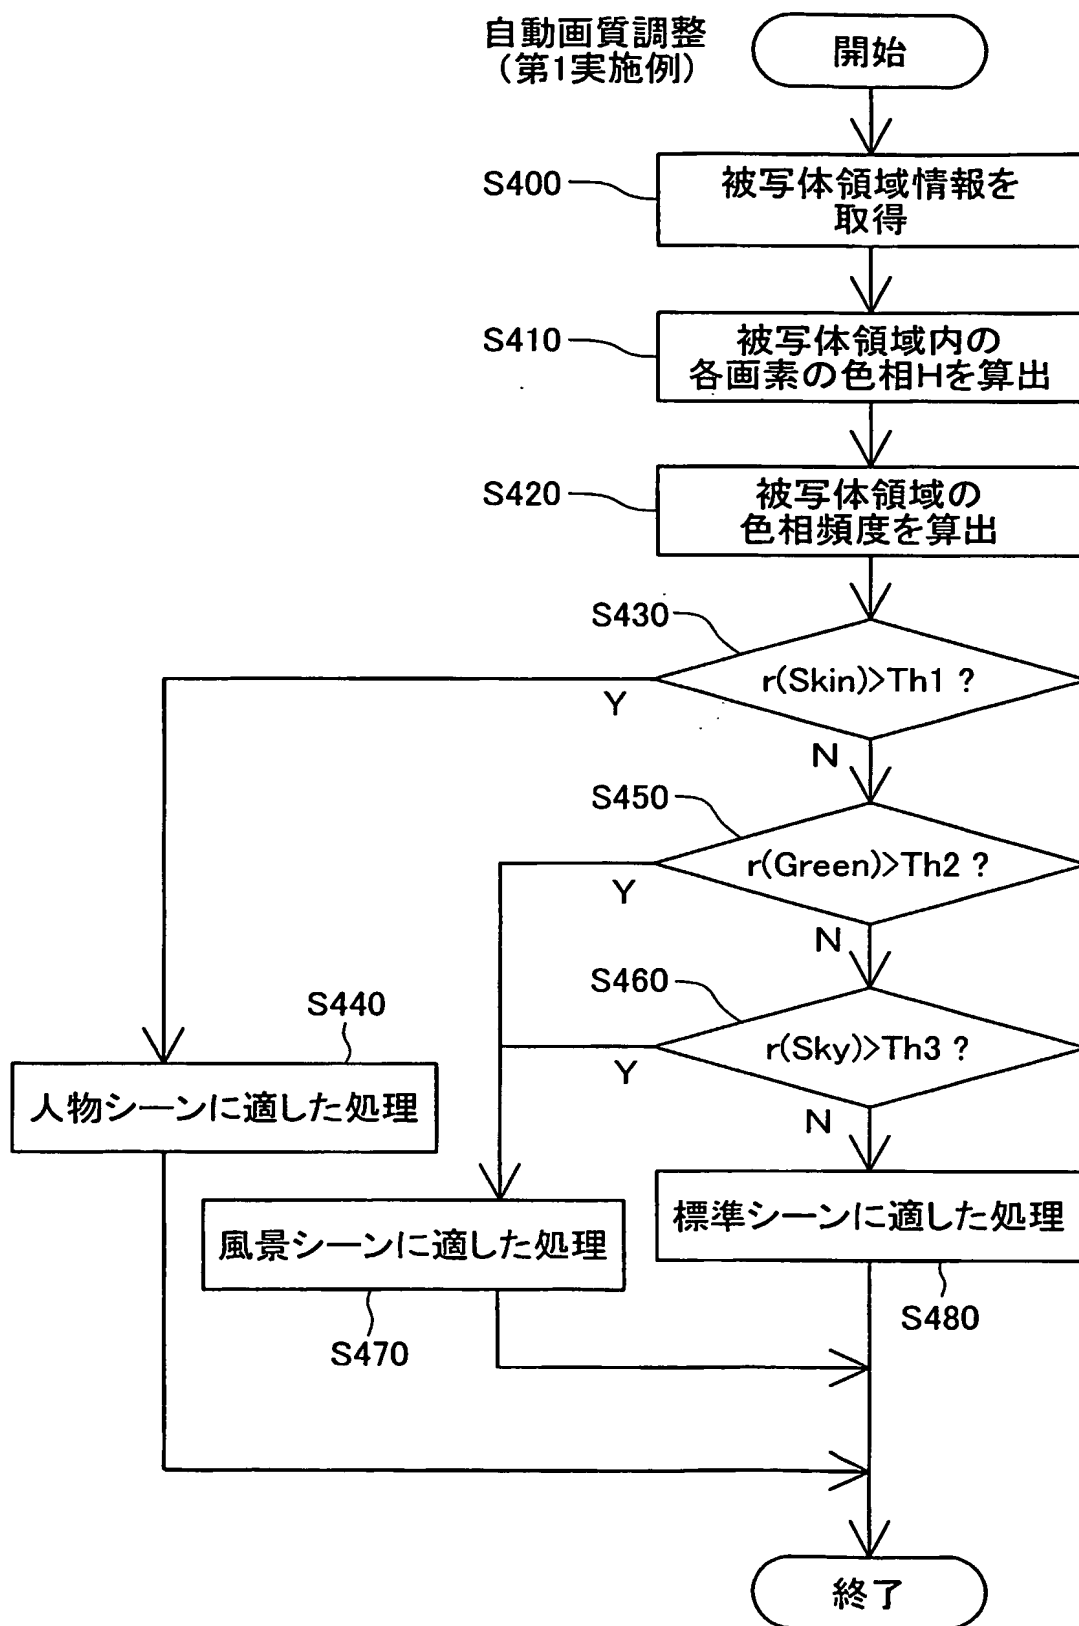 自動画質調整
(第1実施例)
開始
S400
被写体領域情報を
取得
S410
被写体領域内の
各画素の色相Hを算出
S420
被写体領域の
色相頻度を算出
S430
r(Skin)>Th1 ?
Y
N
S450
r(Green)>Th2 ?
Y
N
S460
r(Sky)>Th3 ?
Y
N
S440
人物シーンに適した処理
風景シーンに適した処理
S470
標準シーンに適した処理
S480
終了